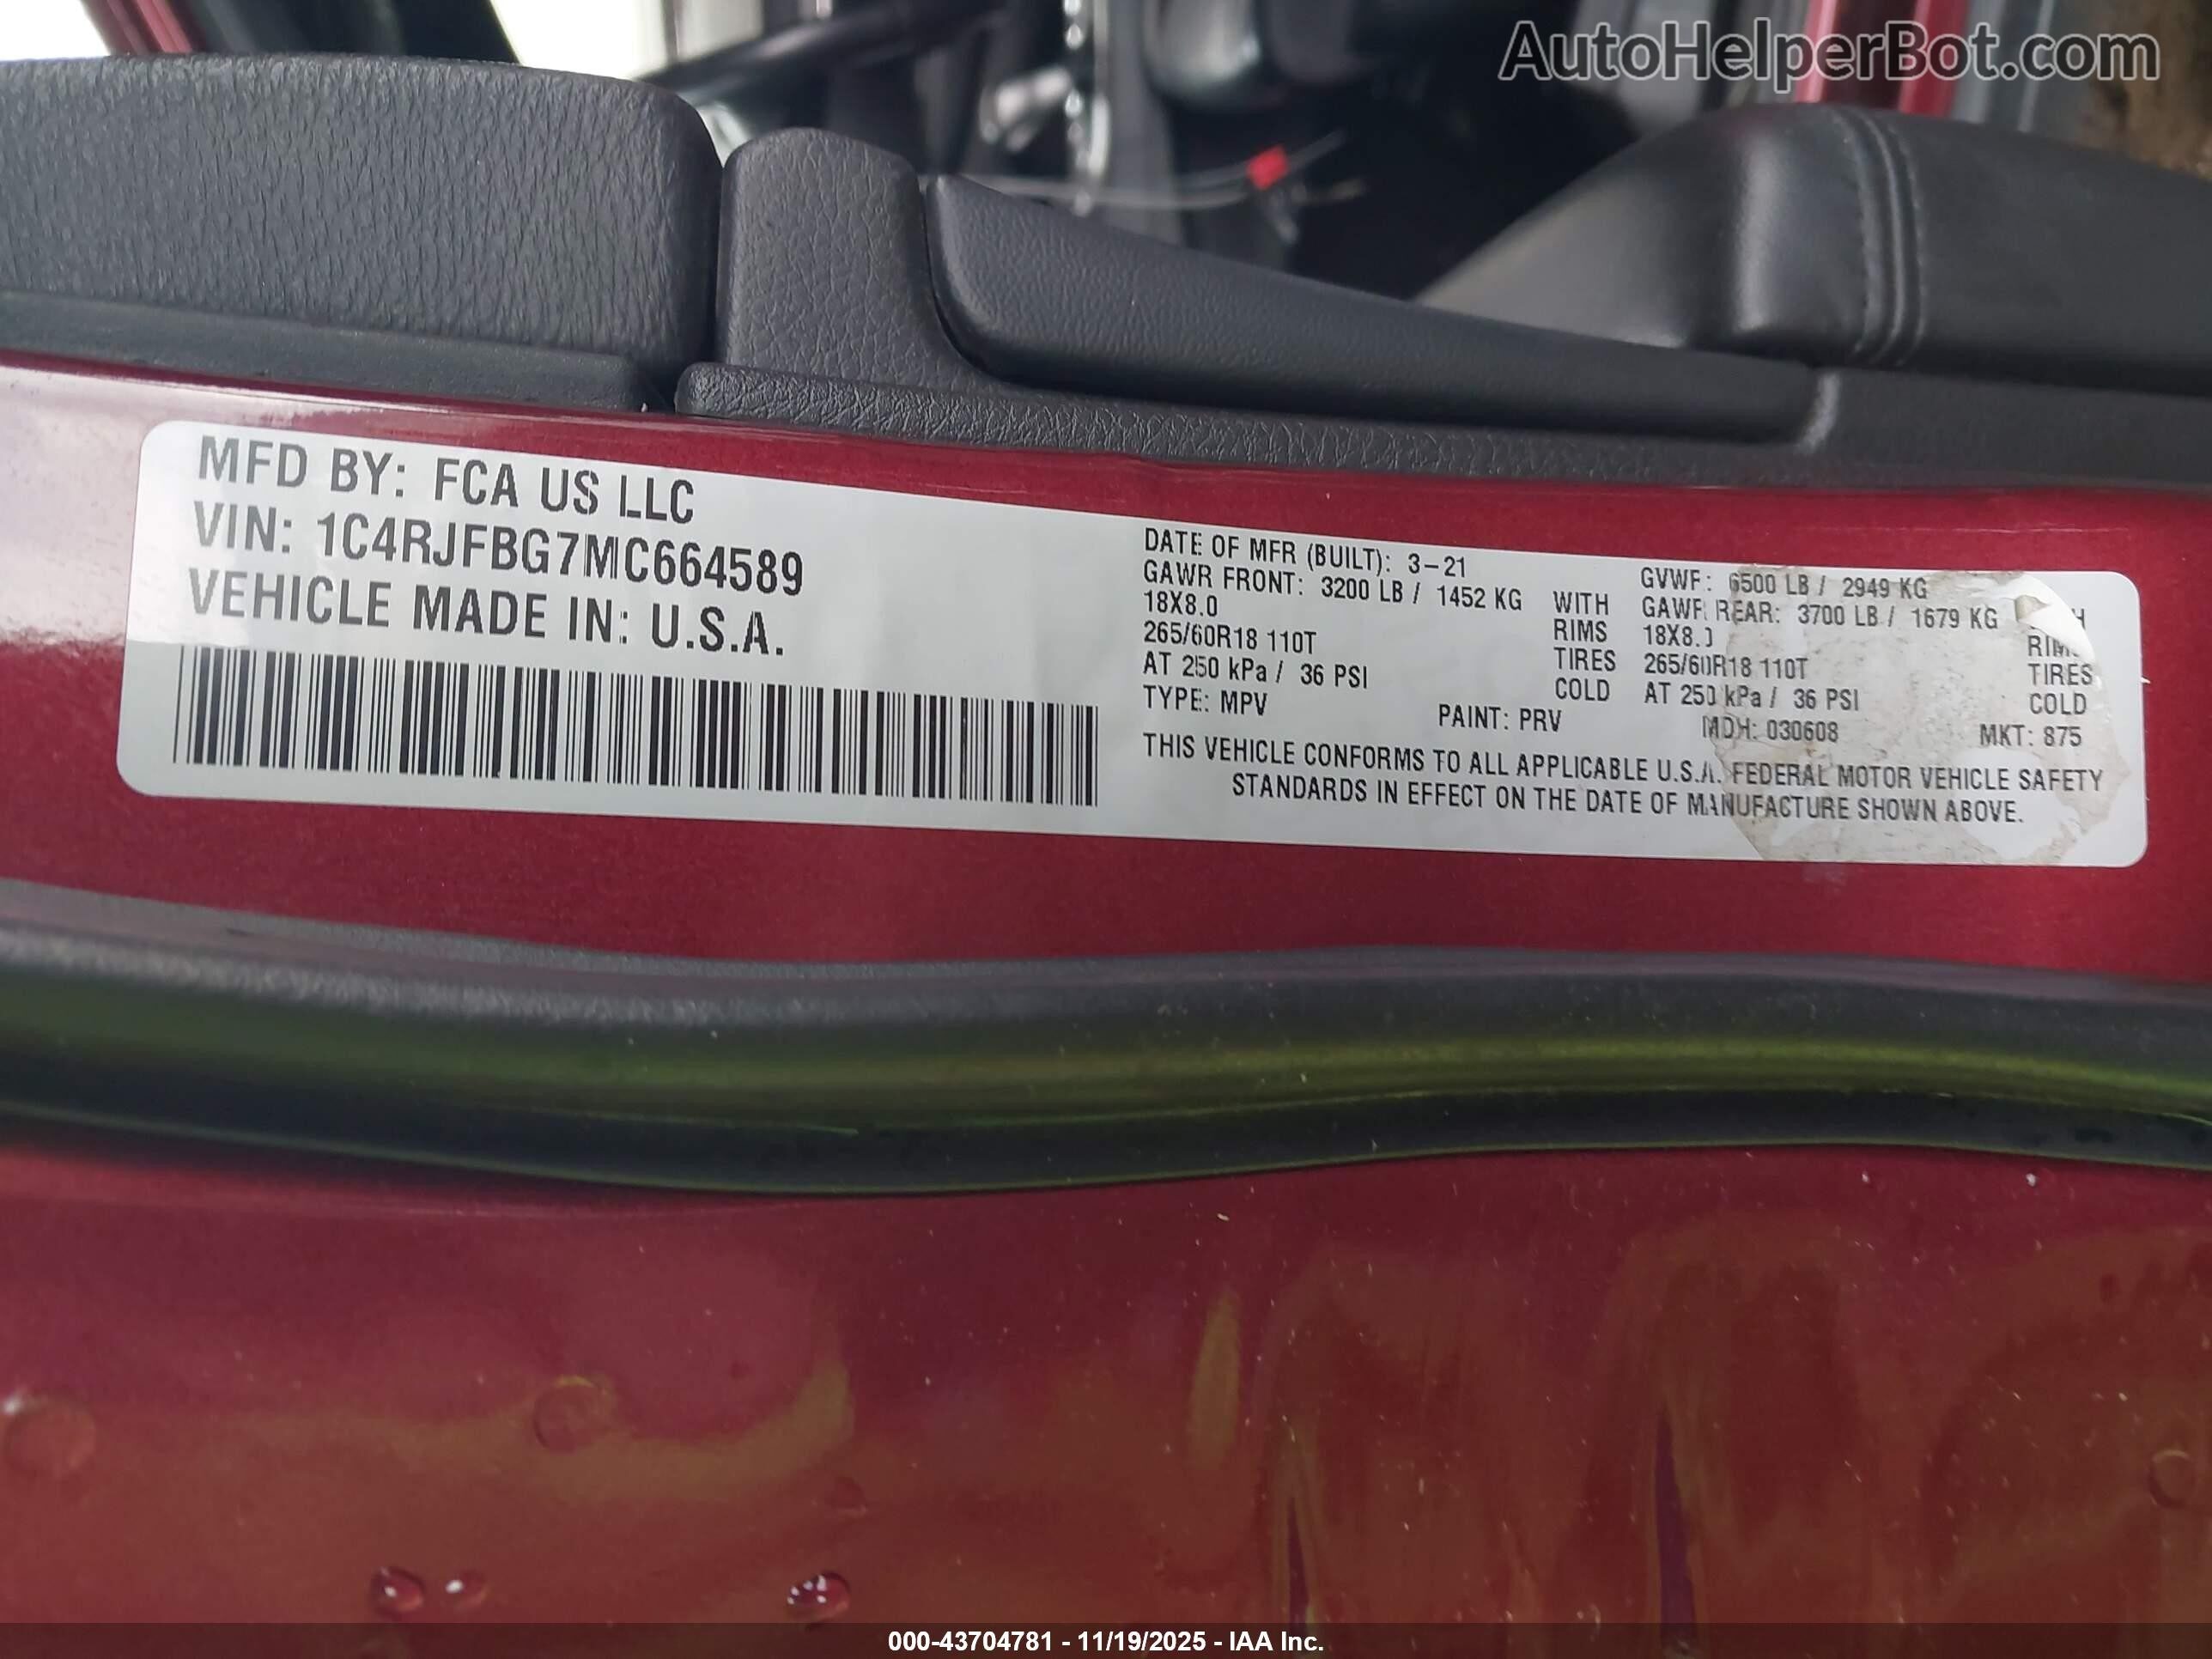 AutoHelperBot.com
MFD BY: FCA US LLC
VIN: 1C4RJFBG7MC664589
VEHICLE MADE IN: U.S.A.
DATE OF MFR (BUILT): 3-21
GAWR FRONT: 3200 LB / 1452 KG WITH
18X8.0 RIMS
265/60R18 110T TIRES
AT 250 kPa / 36 PSI COLD
GVWF: 6500 LB / 2949 KG
GAWF REAR: 3700 LB / 1679 KG
18X8.0
265/60R18 110T TIRES
AT 250 kPa / 36 PSI COLD
TYPE: MPV PAINT: PRV MDH: 030608 MKT: 875
THIS VEHICLE CONFORMS TO ALL APPLICABLE U.S.A. FEDERAL MOTOR VEHICLE SAFETY
STANDARDS IN EFFECT ON THE DATE OF MANUFACTURE SHOWN ABOVE.
000-43704781 - 11/19/2025 - IAA Inc.